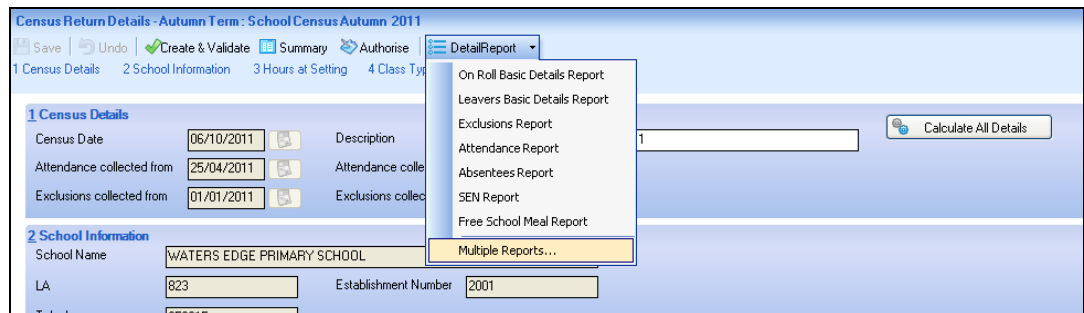 Census Return Details - Autumn Term : School Census Autumn 2011
Save Undo Create & Validate Summary Authorise DetailReport
1 Census Details 2 School Information 3 Hours at Setting 4 Class Typ
On Roll Basic Details Report
Leavers Basic Details Report
Exclusions Report
Attendance Report
Absentees Report
SEN Report
Free School Meal Report
Multiple Reports...
1 Census Details
Census Date 06/10/2011 Description 1 Calculate All Details
Attendance collected from 25/04/2011 Attendance colle
Exclusions collected from 01/01/2011 Exclusions collec
2 School Information
School Name WATERS EDGE PRIMARY SCHOOL
LA 823 Establishment Number 2001